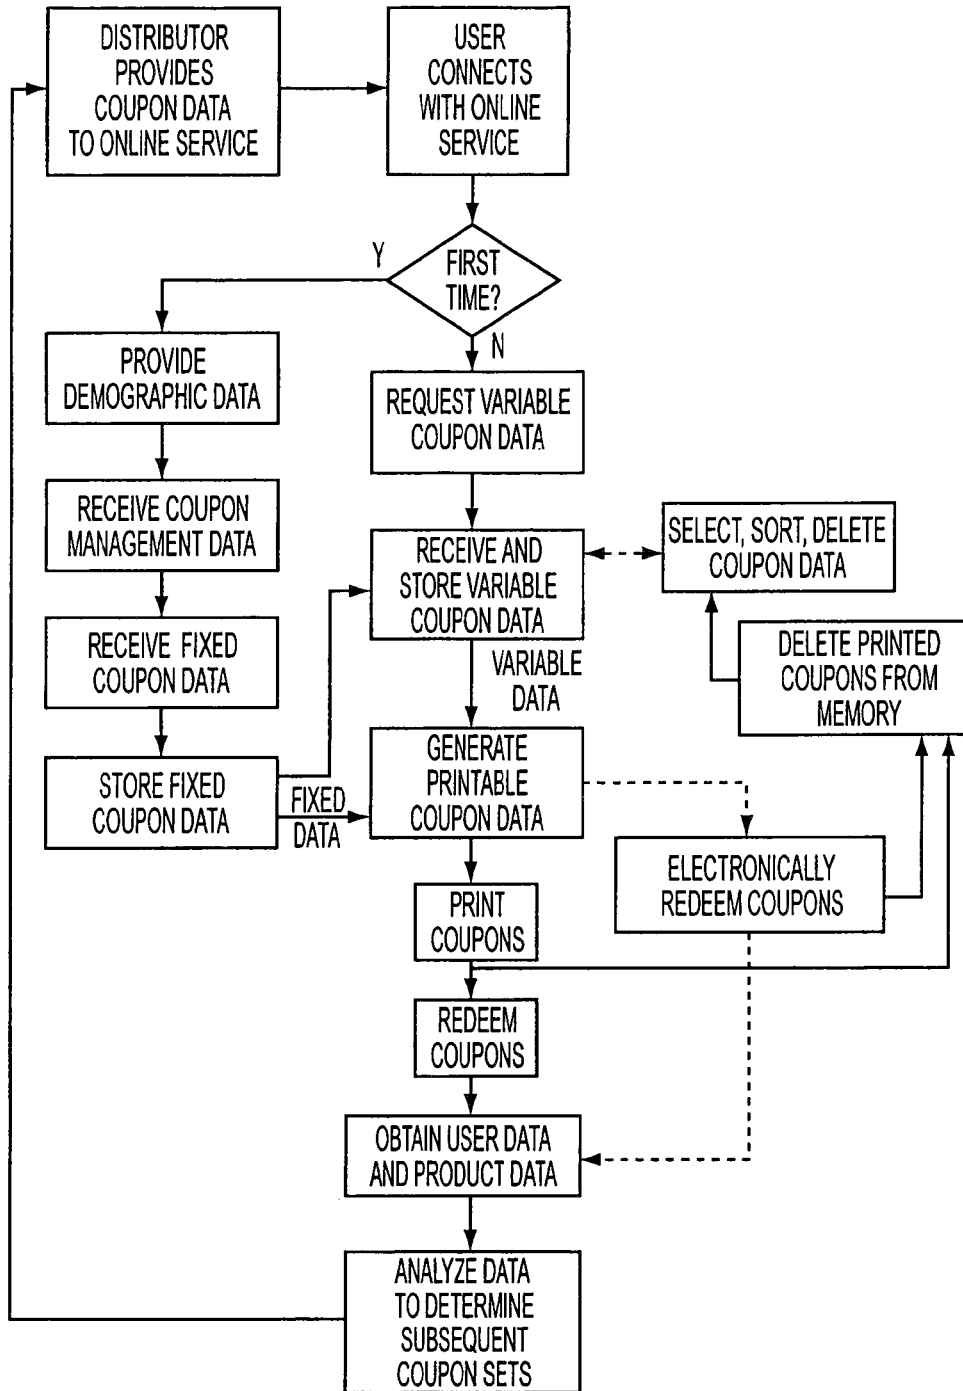 DISTRIBUTOR
PROVIDES
COUPON DATA
TO ONLINE SERVICE
USER
CONNECTS
WITH ONLINE
SERVICE
FIRST
TIME?
Y
N
PROVIDE
DEMOGRAPHIC DATA
REQUEST VARIABLE
COUPON DATA
RECEIVE COUPON
MANAGEMENT DATA
RECEIVE AND
STORE VARIABLE
COUPON DATA
SELECT, SORT, DELETE
COUPON DATA
RECEIVE FIXED
COUPON DATA
VARIABLE
DATA
DELETE PRINTED
COUPONS FROM
MEMORY
STORE FIXED
COUPON DATA
FIXED
DATA
GENERATE
PRINTABLE
COUPON DATA
ELECTRONICALLY
REDEEM COUPONS
PRINT
COUPONS
REDEEM
COUPONS
OBTAIN USER DATA
AND PRODUCT DATA
ANALYZE DATA
TO DETERMINE
SUBSEQUENT
COUPON SETS